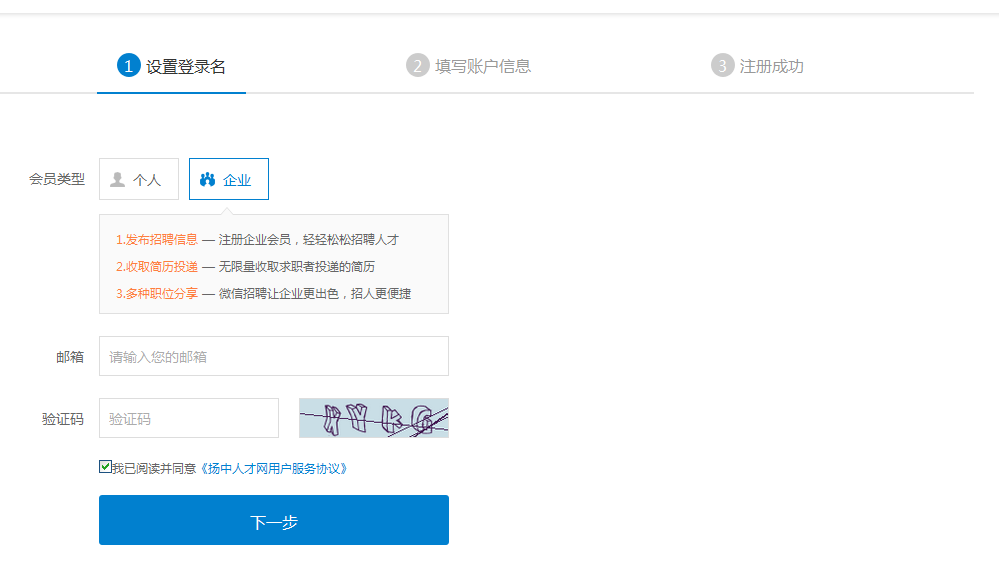 1 设置登录名
2 填写账户信息
3 注册成功
会员类型
个人
企业
1.发布招聘信息 — 注册企业会员，轻轻松松招聘人才
2.收取简历投递 — 无限量收取求职者投递的简历
3.多种职位分享 — 微信招聘让企业更出色，招人更便捷
邮箱
请输入您的邮箱
验证码
验证码
我已阅读并同意《扬中人才网用户服务协议》
下一步